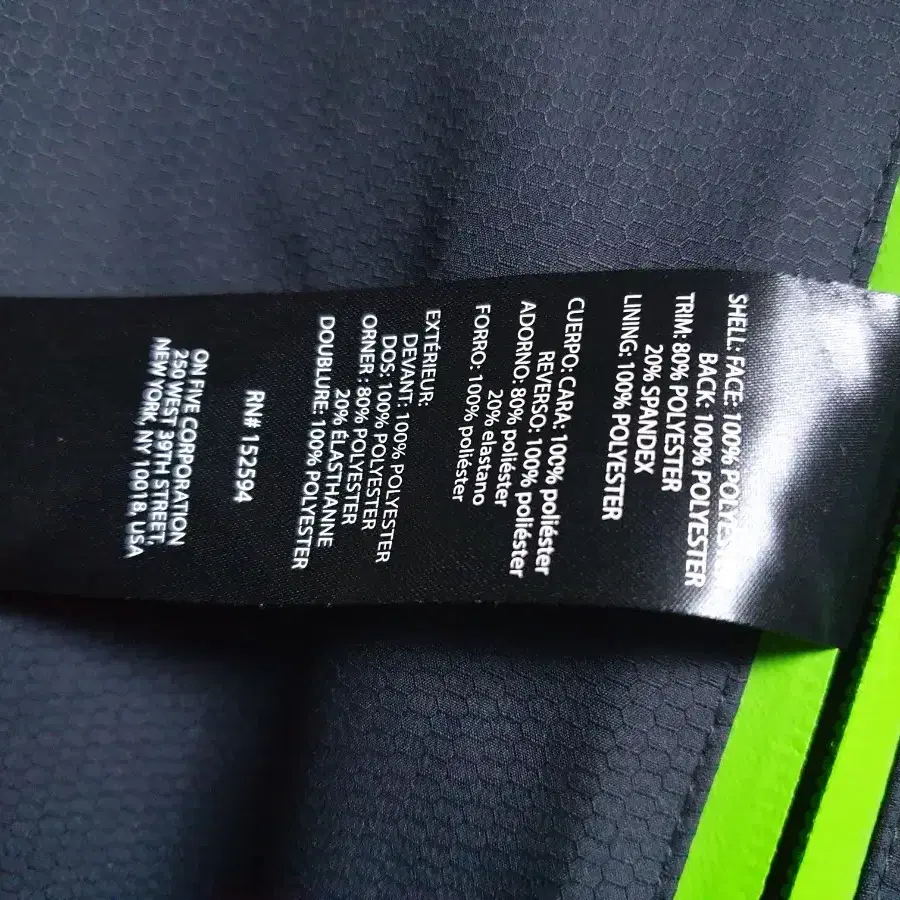 SHELL: FACE: 100% POLYESTER
BACK: 100% POLYESTER
TRIM: 80% POLYESTER
20% SPANDEX
LINING: 100% POLYESTER
CUERPO: CARA: 100% poliéster
REVERSO: 100% poliéster
ADORNO: 80% poliéster
20% elastano
FORRO: 100% poliéster
EXTÉRIEUR:
DEVANT: 100% POLYESTER
DOS: 100% POLYESTER
ORNER : 80% POLYESTER
20% ÉLASTHANNE
DOUBLURE: 100% POLYESTER
RN# 152594
ON FIVE CORPORATION
250 WEST 39TH STREET,
NEW YORK, NY 10018, USA